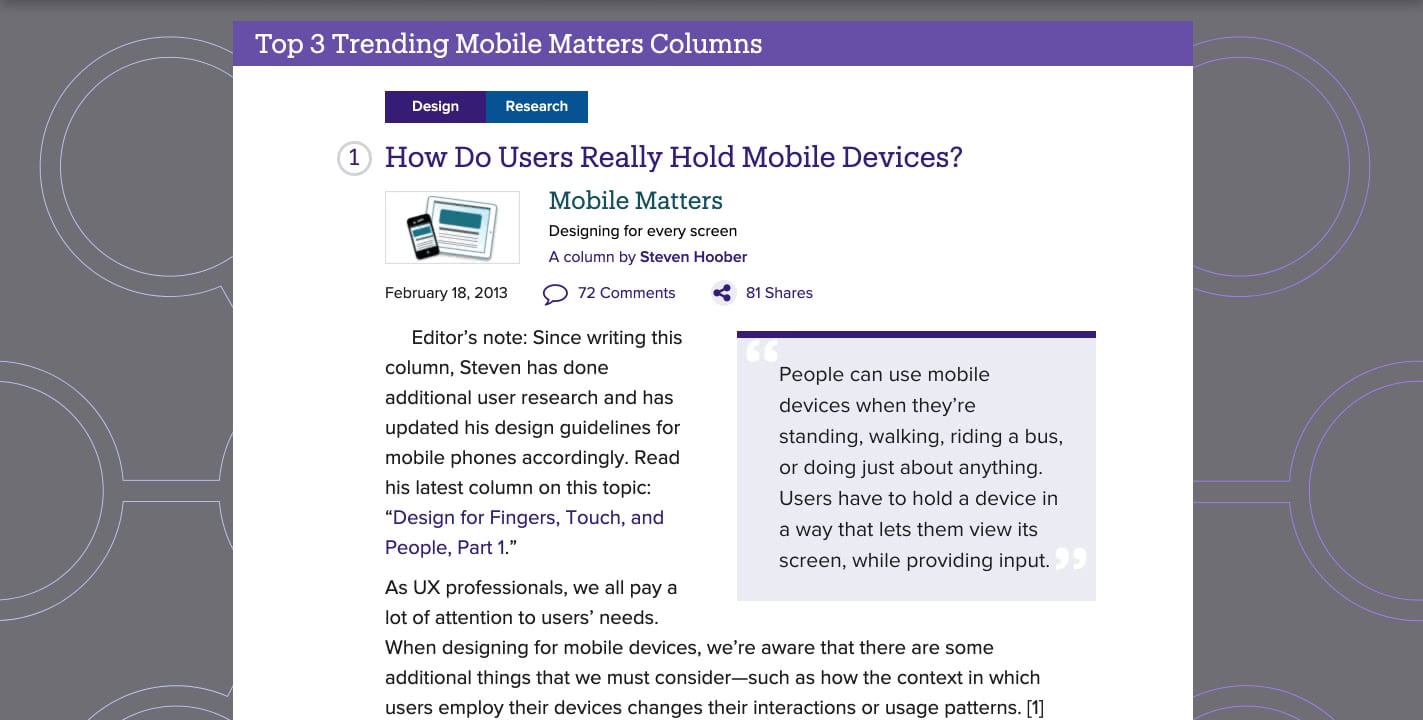 Top 3 Trending Mobile Matters Columns
Design Research
1 How Do Users Really Hold Mobile Devices?
Mobile Matters
Designing for every screen
A column by Steven Hoober
February 18, 2013 72 Comments 81 Shares
Editor’s note: Since writing this
column, Steven has done
additional user research and has
updated his design guidelines for
mobile phones accordingly. Read
his latest column on this topic:
“Design for Fingers, Touch, and
People, Part 1.”
“People can use mobile
devices when they’re
standing, walking, riding a bus,
or doing just about anything.
Users have to hold a device in
a way that lets them view its
screen, while providing input.”
As UX professionals, we all pay a
lot of attention to users’ needs.
When designing for mobile devices, we’re aware that there are some
additional things that we must consider—such as how the context in which
users employ their devices changes their interactions or usage patterns. [1]